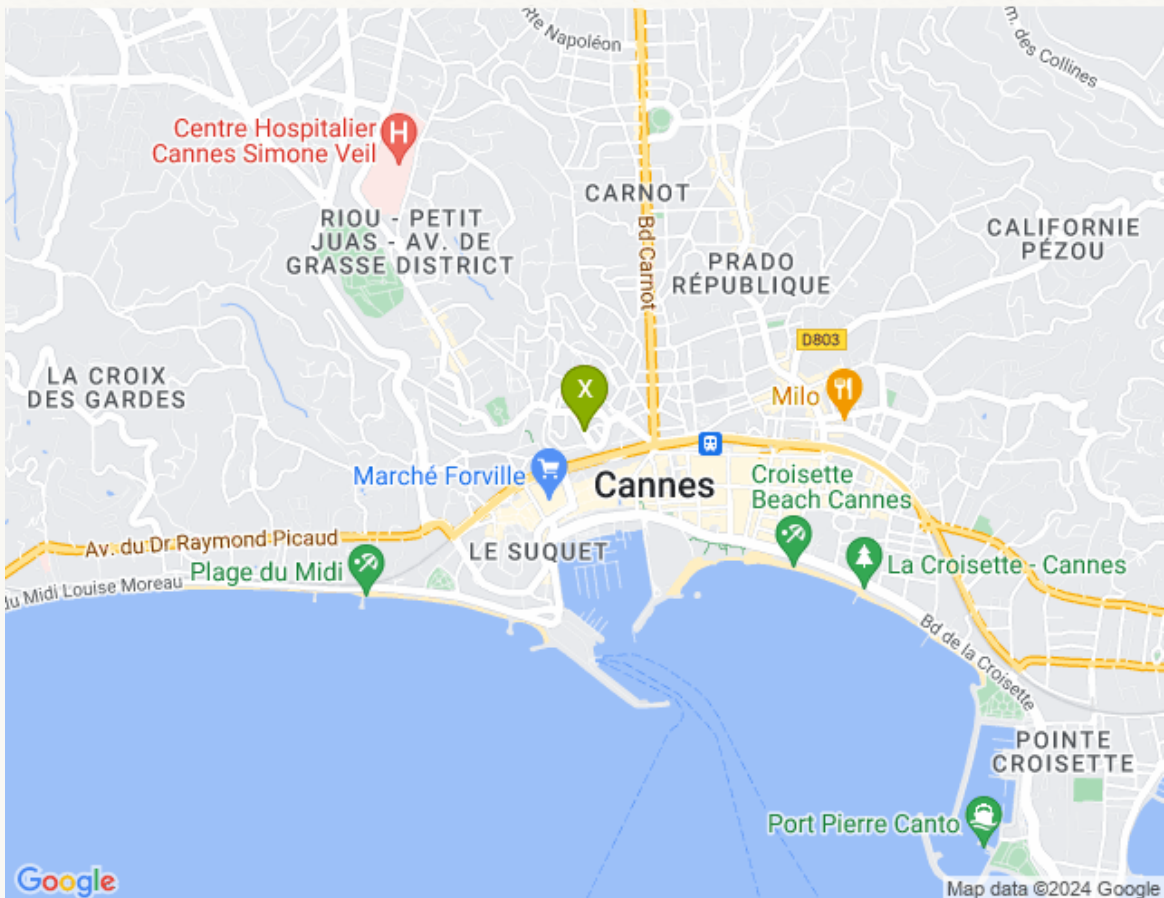 rte Napoléon
m. des Collines
Centre Hospitalier
Cannes Simone Veil
H
CARNOT
RIOU - PETIT
JUAS - AV. DE
GRASSE DISTRICT
Bd Carnot
CALIFORNIE
PÉZOU
PRADO
RÉPUBLIQUE
D803
LA CROIX
DES GARDES
X
Milo
Marché Forville
Cannes
Croisette
Beach Cannes
Av. du Dr Raymond Picaud
LE SUQUET
Plage du Midi
La Croisette - Cannes
du Midi Louise Moreau
Bd de la Croisette
POINTE
CROISETTE
Port Pierre Canto
Google
Map data ©2024 Google